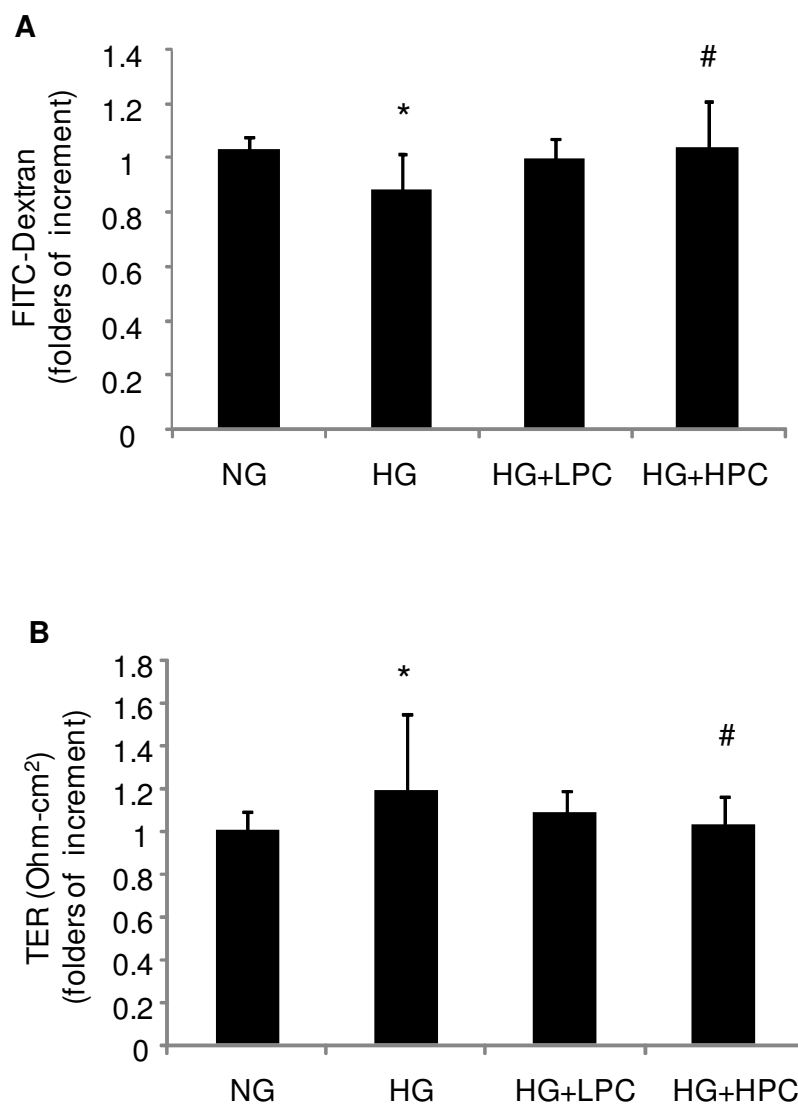 A
FITC-Dextran
(folders of increment)
1.4
1.2
1
0.8
0.6
0.4
0.2
0
*
#
NG HG HG+LPC HG+HPC
B
TER (Ohm-cm²)
(folders of increment)
1.8
1.6
1.4
1.2
1
0.8
0.6
0.4
0.2
0
*
#
NG HG HG+LPC HG+HPC